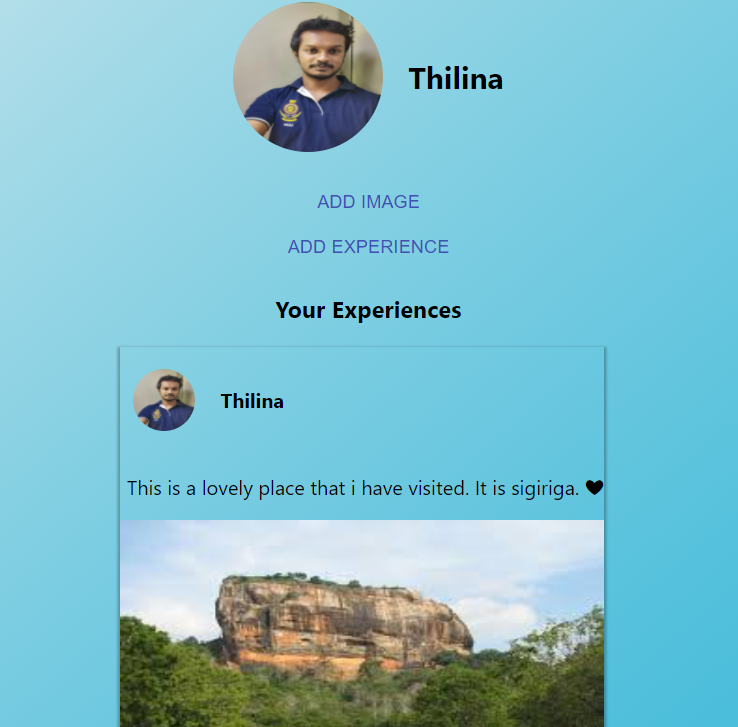 Thilina
ADD IMAGE
ADD EXPERIENCE
Your Experiences
Thilina
This is a lovely place that i have visited. It is sigiriga. 🖤